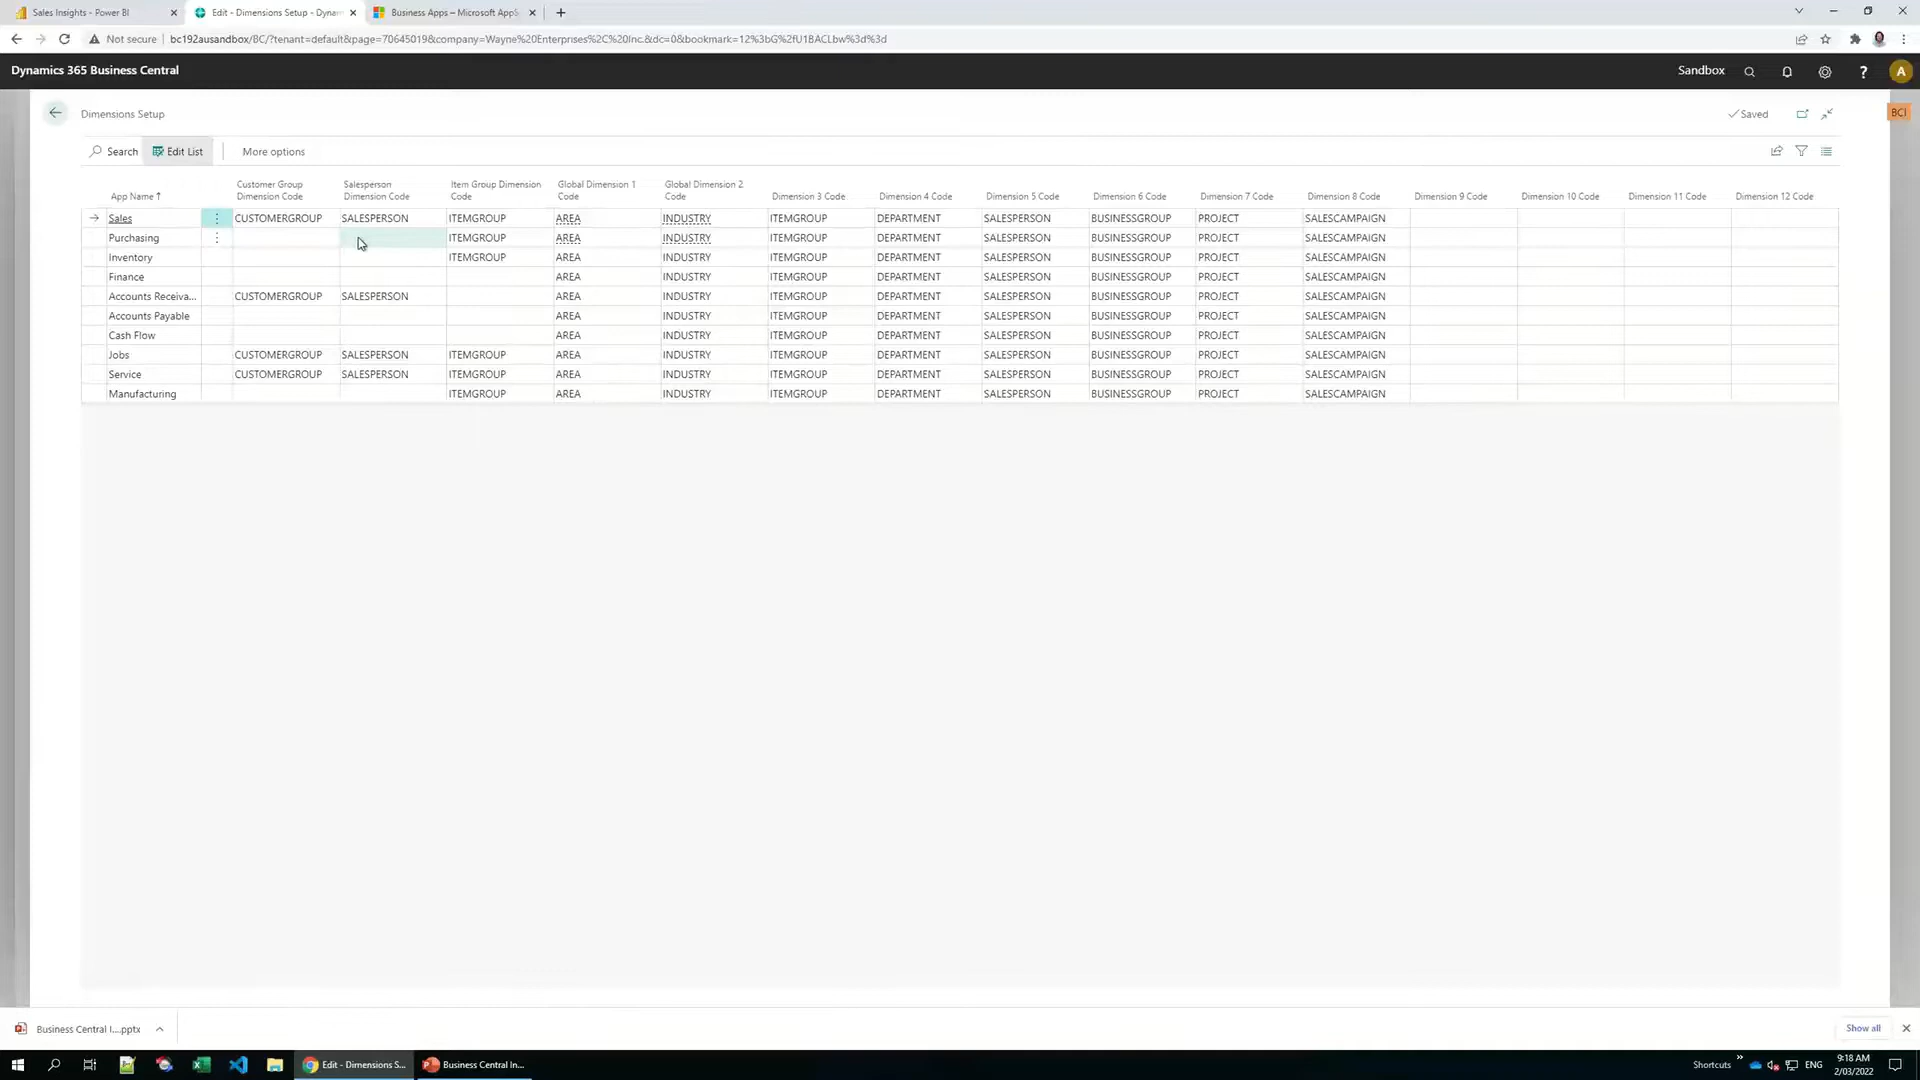 Sales Insights - Power BI
Edit - Dimensions Setup - Dynam
Business Apps – Microsoft AppS
Not secure
bc192ausandbox/BC/?tenant=default&page=70645019&company=Wayne%20Enterprises%2C%20Inc.&dc=0&bookmark=12%3bG%2fU1BACLbw%3d%3d
Dynamics 365 Business Central
Sandbox
?
A
Dimensions Setup
Saved
BCI
Search
Edit List
More options
App Name ↑ Customer Group Dimension Code Salesperson Dimension Code Item Group Dimension Code Global Dimension 1 Code Global Dimension 2 Code Dimension 3 Code Dimension 4 Code Dimension 5 Code Dimension 6 Code Dimension 7 Code Dimension 8 Code Dimension 9 Code Dimension 10 Code Dimension 11 Code Dimension 12 Code
Sales CUSTOMERGROUP SALESPERSON ITEMGROUP AREA INDUSTRY ITEMGROUP DEPARTMENT SALESPERSON BUSINESSGROUP PROJECT SALESCAMPAIGN
Purchasing ITEMGROUP AREA INDUSTRY ITEMGROUP DEPARTMENT SALESPERSON BUSINESSGROUP PROJECT SALESCAMPAIGN
Inventory ITEMGROUP AREA INDUSTRY ITEMGROUP DEPARTMENT SALESPERSON BUSINESSGROUP PROJECT SALESCAMPAIGN
Finance AREA INDUSTRY ITEMGROUP DEPARTMENT SALESPERSON BUSINESSGROUP PROJECT SALESCAMPAIGN
Accounts Receiva... CUSTOMERGROUP SALESPERSON AREA INDUSTRY ITEMGROUP DEPARTMENT SALESPERSON BUSINESSGROUP PROJECT SALESCAMPAIGN
Accounts Payable AREA INDUSTRY ITEMGROUP DEPARTMENT SALESPERSON BUSINESSGROUP PROJECT SALESCAMPAIGN
Cash Flow AREA INDUSTRY ITEMGROUP DEPARTMENT SALESPERSON BUSINESSGROUP PROJECT SALESCAMPAIGN
Jobs CUSTOMERGROUP SALESPERSON ITEMGROUP AREA INDUSTRY ITEMGROUP DEPARTMENT SALESPERSON BUSINESSGROUP PROJECT SALESCAMPAIGN
Service CUSTOMERGROUP SALESPERSON ITEMGROUP AREA INDUSTRY ITEMGROUP DEPARTMENT SALESPERSON BUSINESSGROUP PROJECT SALESCAMPAIGN
Manufacturing ITEMGROUP AREA INDUSTRY ITEMGROUP DEPARTMENT SALESPERSON BUSINESSGROUP PROJECT SALESCAMPAIGN
Business Central I....pptx
Show all
Edit - Dimensions S...
Business Central In...
Shortcuts
ENG
9:18 AM
2/03/2022